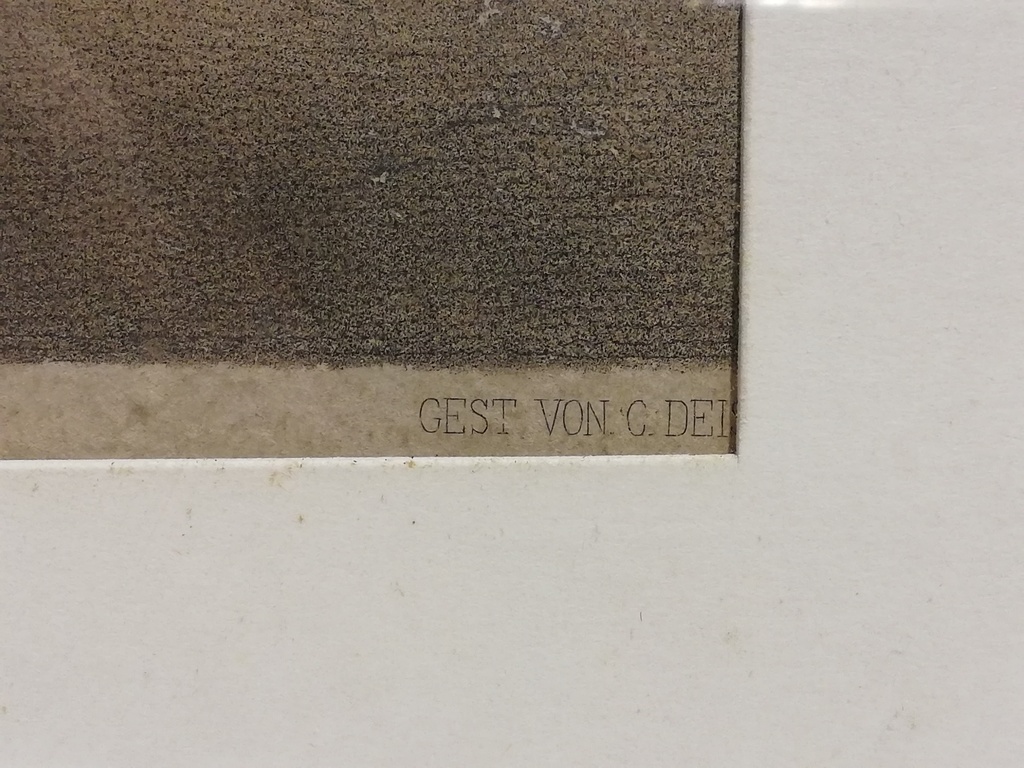 GEST VON. C. DEI